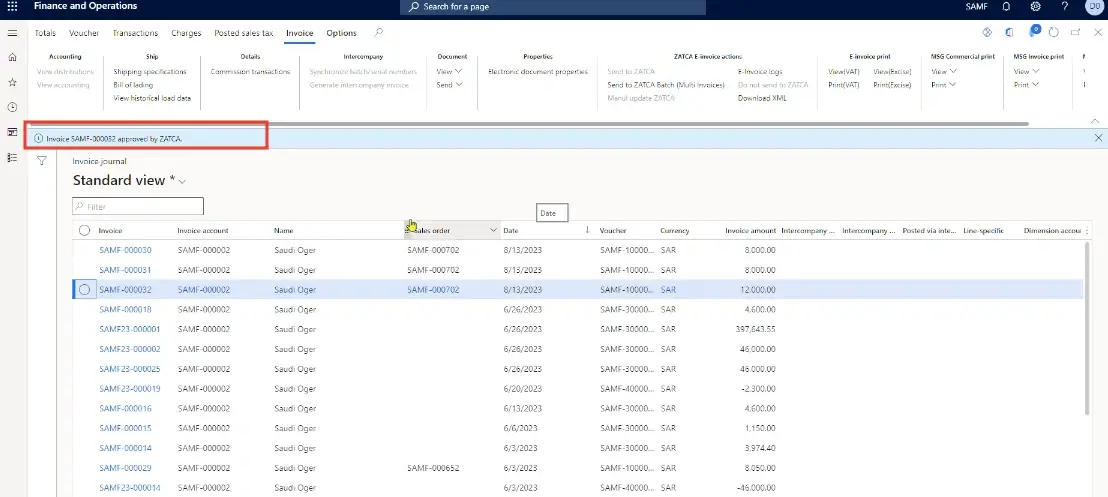 Finance and Operations
Search for a page
SAMF
?
Totals Voucher Transactions Charges Posted sales tax Invoice Options
Accounting Ship Details Intercompany Document Properties ZATCA E-invoice actions E-invoice print MSG Commercial print MSG Invoice print
View distributions Shipping specifications Commission transactions Synchronize batch/serial numbers View Electronic document properties Send to ZATCA E-Invoice logs View(VAT) View(Excise) View View
View accounting Bill of lading Generate intercompany invoice Send Send to ZATCA Batch (Multi Invoices) Do not send to ZATCA Print(VAT) Print(Excise) Print Print
View historical load data Manul update ZATCA Download XML
Invoice SAMF-000032 approved by ZATCA.
Invoice journal
Standard view *
Filter
Date
Invoice Invoice account Name Sales order Date Voucher Currency Invoice amount Intercompany ... Intercompany ... Posted via inte... Line-specific Dimension accou
SAMF-000030 SAMF-000002 Saudi Oger SAMF-000702 8/13/2023 SAMF-10000... SAR 8,000.00
SAMF-000031 SAMF-000002 Saudi Oger SAMF-000702 8/13/2023 SAMF-10000... SAR 8,000.00
SAMF-000032 SAMF-000002 Saudi Oger SAMF-000702 8/13/2023 SAMF-10000... SAR 12,000.00
SAMF-000018 SAMF-000002 Saudi Oger 6/26/2023 SAMF-30000... SAR 4,600.00
SAMF23-000001 SAMF-000002 Saudi Oger 6/26/2023 SAMF-30000... SAR 397,643.55
SAMF23-000002 SAMF-000002 Saudi Oger 6/26/2023 SAMF-30000... SAR 46,000.00
SAMF23-000025 SAMF-000002 Saudi Oger 6/26/2023 SAMF-30000... SAR 46,000.00
SAMF23-000019 SAMF-000002 Saudi Oger 6/20/2023 SAMF-40000... SAR -2,300.00
SAMF-000016 SAMF-000002 Saudi Oger 6/13/2023 SAMF-30000... SAR 4,600.00
SAMF-000015 SAMF-000002 Saudi Oger 6/6/2023 SAMF-30000... SAR 1,150.00
SAMF-000014 SAMF-000002 Saudi Oger 6/3/2023 SAMF-30000... SAR 3,974.40
SAMF-000029 SAMF-000002 Saudi Oger SAMF-000652 6/3/2023 SAMF-10000... SAR 8,050.00
SAMF23-000014 SAMF-000002 Saudi Oger 6/3/2023 SAMF-40000... SAR -46,000.00